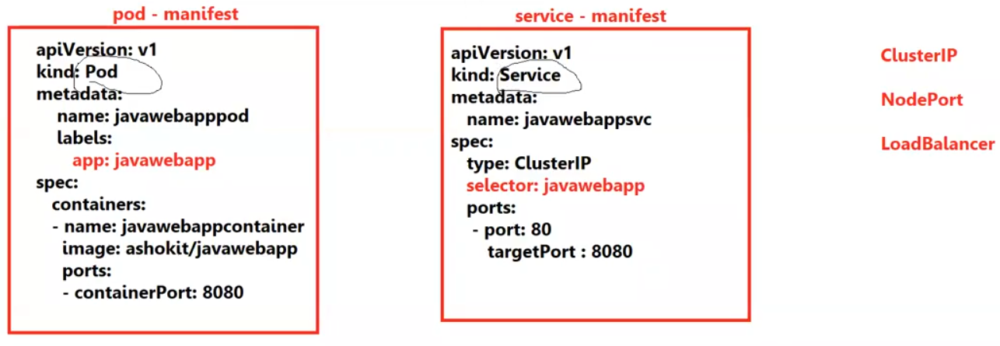 pod - manifest
apiVersion: v1
kind: Pod
metadata:
name: javawebapppod
labels:
app: javawebapp
spec:
containers:
- name: javawebappcontainer
image: ashokit/javawebapp
ports:
- containerPort: 8080
service - manifest
apiVersion: v1
kind: Service
metadata:
name: javawebappsvc
spec:
type: ClusterIP
selector: javawebapp
ports:
- port: 80
targetPort : 8080
ClusterIP
NodePort
LoadBalancer